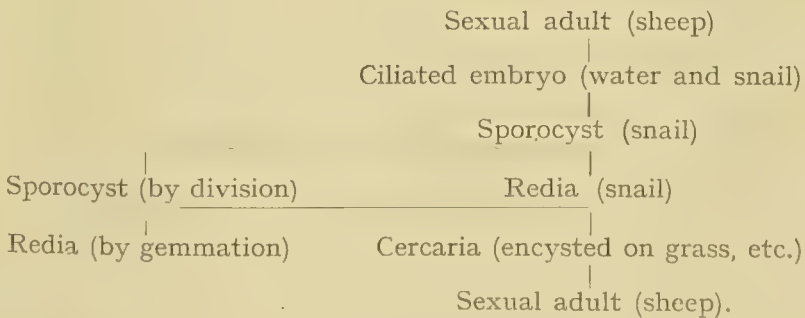 Sexual adult (sheep)
Ciliated embryo (water and snail)
Sporocyst (snail)
Sporocyst (by division) Redia (snail)
Redia (by gemmation) Cercaria (encysted on grass, etc.)
Sexual adult (sheep).